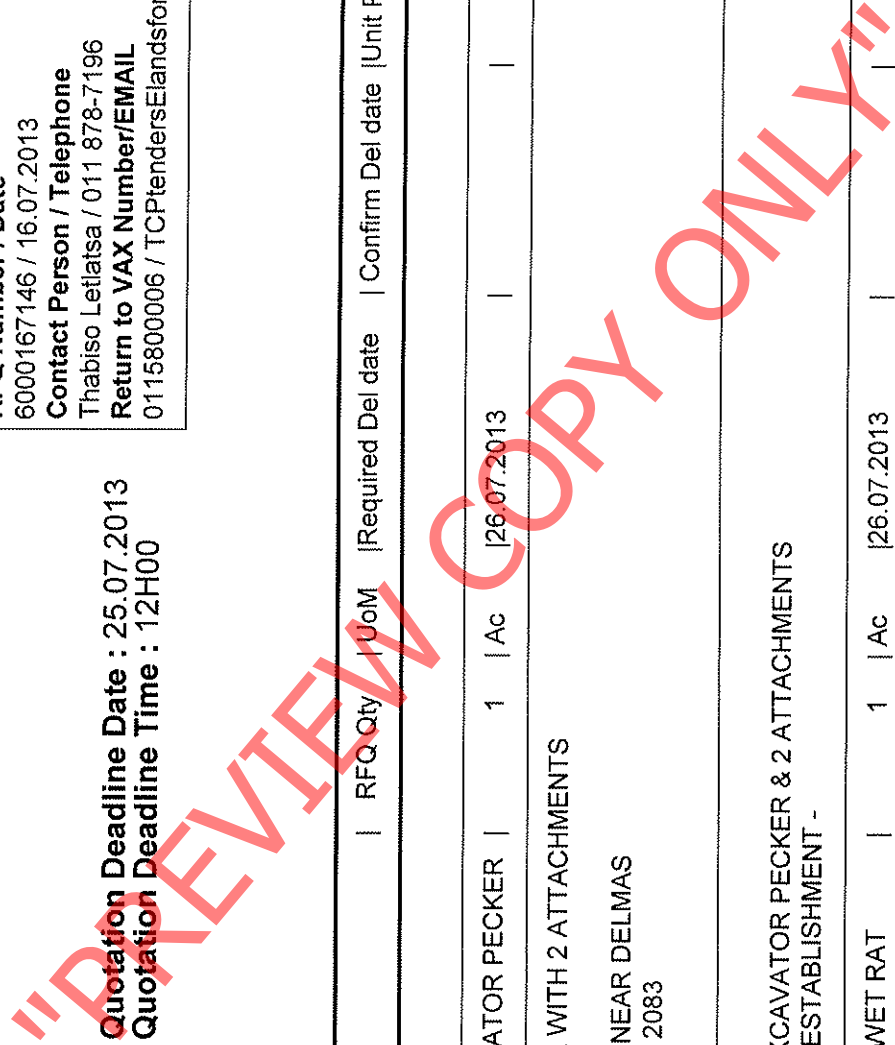 6000167146 / 16.07.2013
Contact Person / Telephone
Thabiso Letlatsa / 011 878-7196
Return to VAX Number/EMAIL
0115800006 / TCPtendersElandsfor
Quotation Deadline Date : 25.07.2013
Quotation Deadline Time : 12H00
| RFQ Qty | UoM |Required Del date | Confirm Del date |Unit
ATOR PECKER | 1 | Ac |26.07.2013 | |
WITH 2 ATTACHMENTS
NEAR DELMAS
2083
XCAVATOR PECKER & 2 ATTACHMENTS
ESTABLISHMENT -
WET RAT | 1 | Ac |26.07.2013 | |
"PREVIEW COPY ONLY"